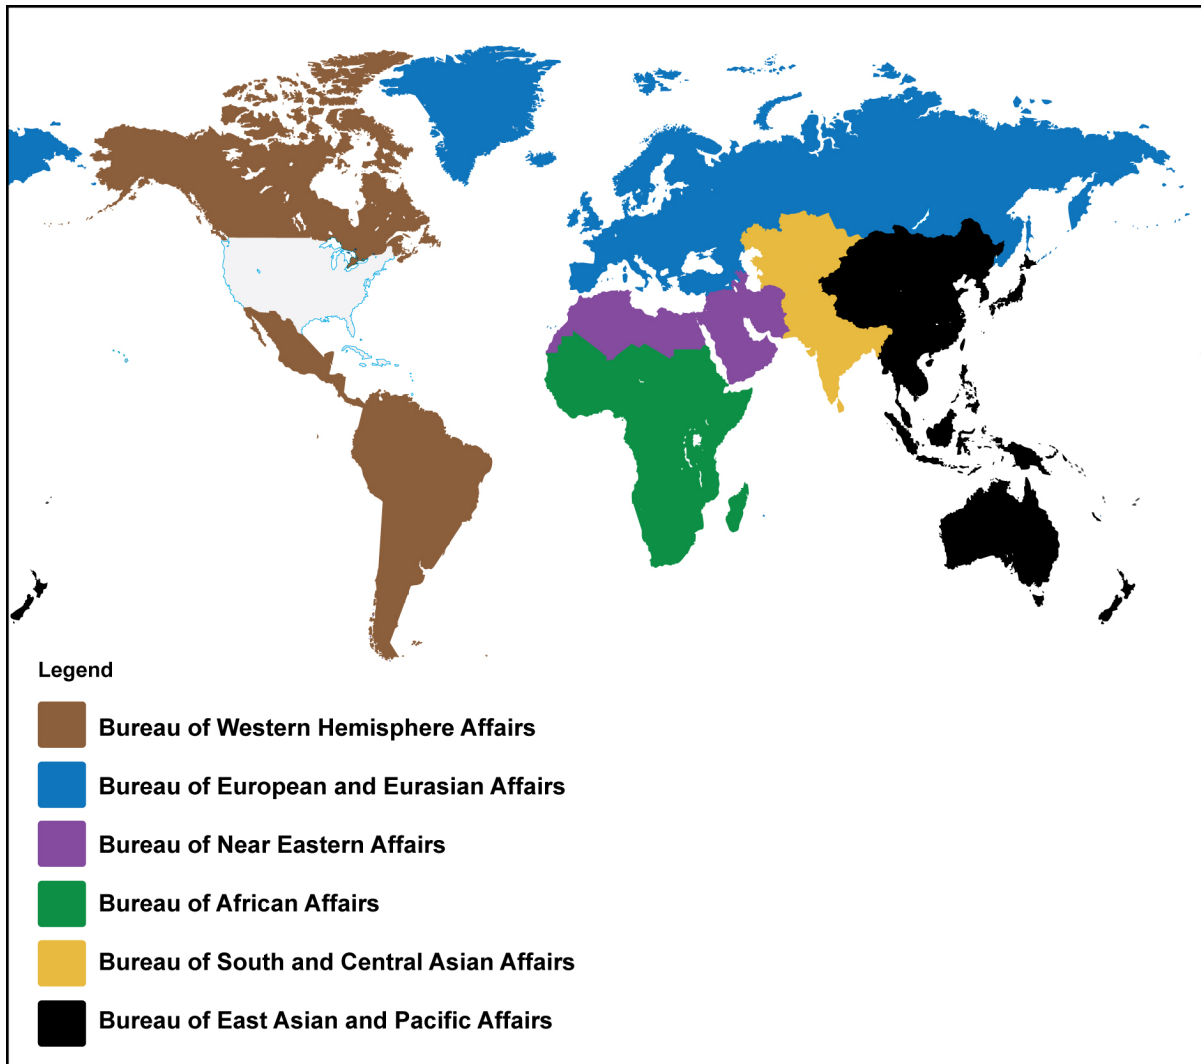 Legend
Bureau of Western Hemisphere Affairs
Bureau of European and Eurasian Affairs
Bureau of Near Eastern Affairs
Bureau of African Affairs
Bureau of South and Central Asian Affairs
Bureau of East Asian and Pacific Affairs